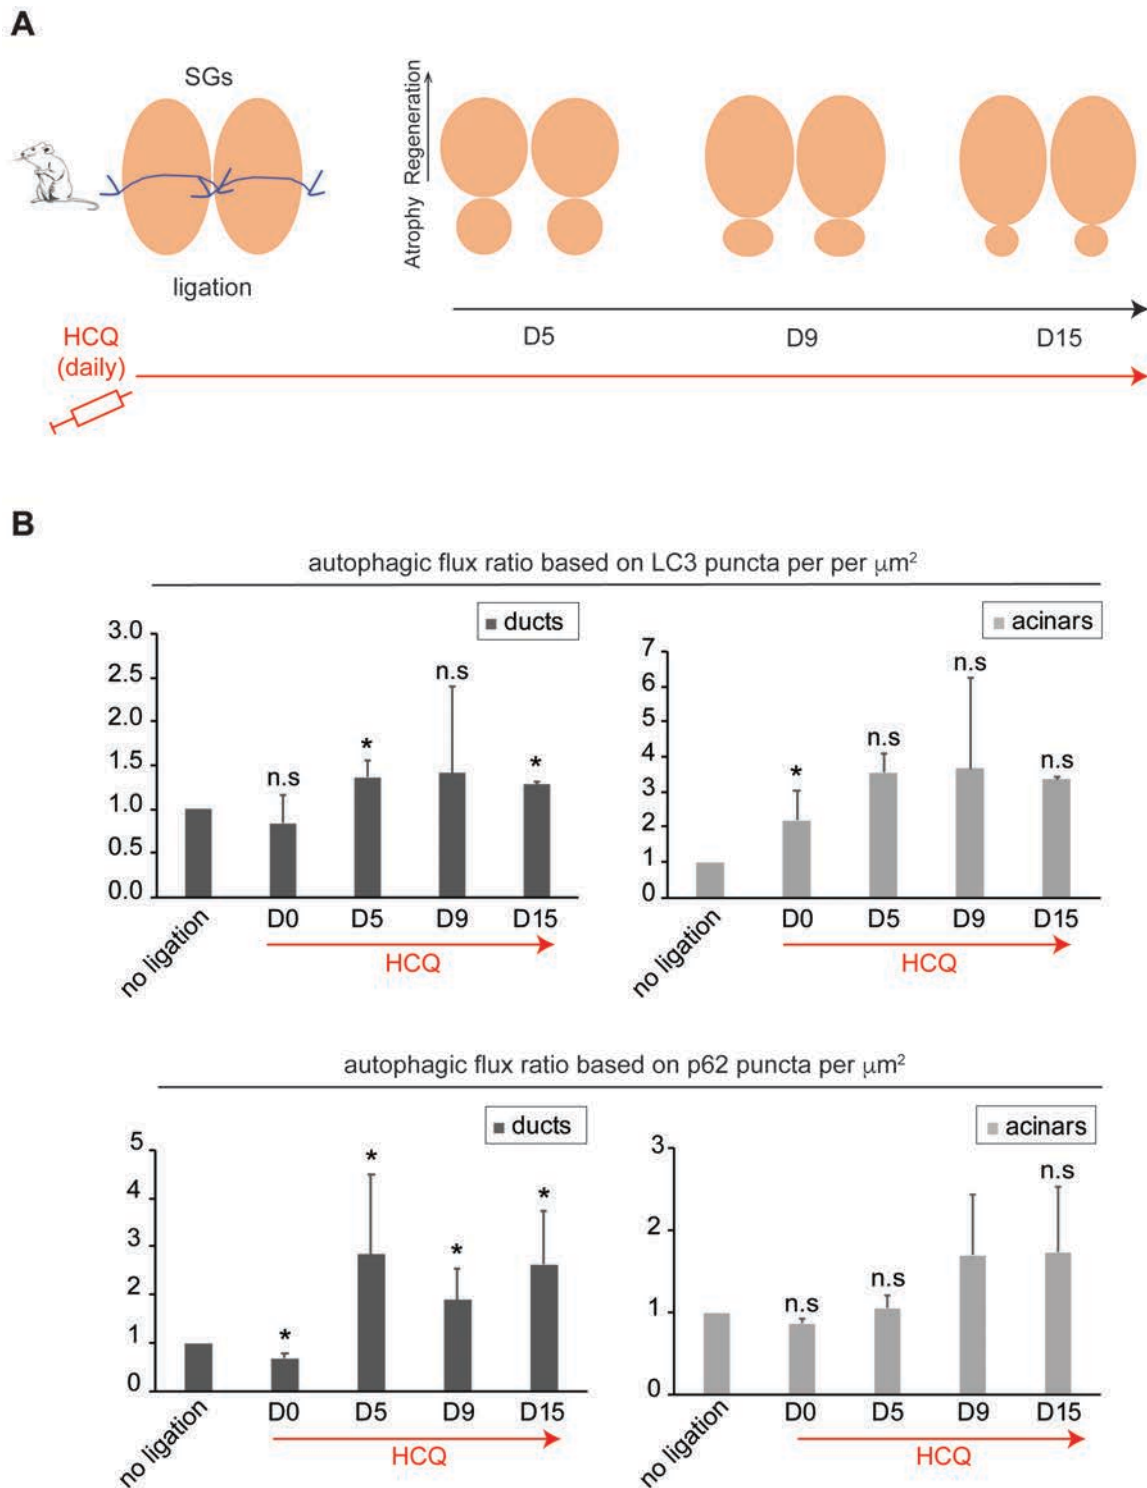 A
SGs
ligation
HCQ
(daily)
Atrophy Regeneration
D5 D9 D15
B
autophagic flux ratio based on LC3 puncta per per μm²
ducts
3.0
2.5
2.0
1.5
1.0
0.5
0.0
n.s
*
n.s
*
no ligation D0 D5 D9 D15
HCQ
acinars
7
6
5
4
3
2
1
0
*
n.s
n.s
n.s
no ligation D0 D5 D9 D15
HCQ
autophagic flux ratio based on p62 puncta per μm²
ducts
5
4
3
2
1
0
*
*
*
*
no ligation D0 D5 D9 D15
HCQ
acinars
3
2
1
0
n.s
n.s
n.s
no ligation D0 D5 D9 D15
HCQ